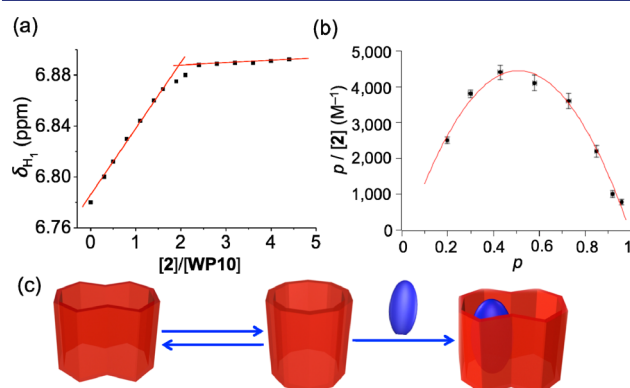 (a)
δH₁ (ppm)
6.88
6.84
6.80
6.76
0 1 2 3 4 5
[2]/[WP10]
(b)
p / [2] (M⁻¹)
5,000
4,000
3,000
2,000
1,000
0
0 0.2 0.4 0.6 0.8 1
p
(c)